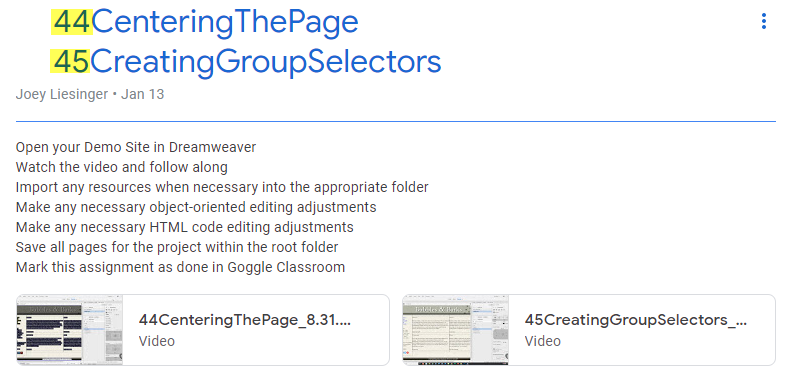 44CenteringThePage
45CreatingGroupSelectors
Joey Liesinger • Jan 13
Open your Demo Site in Dreamweaver
Watch the video and follow along
Import any resources when necessary into the appropriate folder
Make any necessary object-oriented editing adjustments
Make any necessary HTML code editing adjustments
Save all pages for the project within the root folder
Mark this assignment as done in Goggle Classroom
44CenteringThePage_8.31....
Video
45CreatingGroupSelectors_...
Video